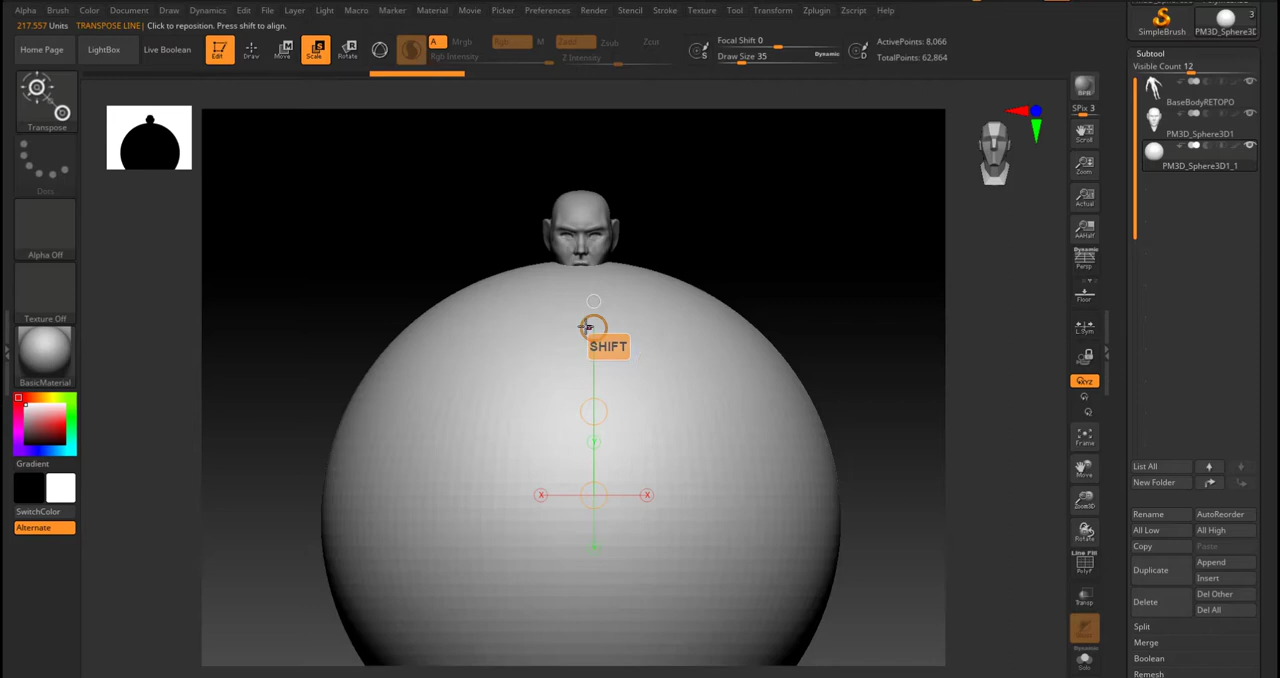 Alpha Brush Color Document Draw Dynamics Edit File Layer Light Macro Marker Material Movie Picker Preferences Render Stencil Stroke Texture Tool Transform Zplugin Zscript Help
217.557 Units TRANSPOSE LINE| Click to reposition. Press shift to align.
Home Page LightBox Live Boolean
Edit Draw Move Scale Rotate
A Mrgb Rgb M Zadd Zsub Zcut
Rgb Intensity Z Intensity
Focal Shift 0
Draw Size 35 Dynamic
ActivePoints: 8,066
TotalPoints: 62,864
Transpose
Dots
Alpha Off
Texture Off
BasicMaterial
Gradient
SwitchColor
Alternate
SHIFT
X X
Y
BPR
SPix 3
Scroll
Zoom
Actual
AAHalf
Dynamic
Persp
Floor
L.Sym
XYZ
Frame
Move
Zoom3D
Rotate
Line Fill
PolyF
Transp
Dynamic
Solo
SimpleBrush
3
PM3D_Sphere3D
Subtool
Visible Count 12
BaseBodyRETOPO
PM3D_Sphere3D1
PM3D_Sphere3D1_1
List All
New Folder
Rename AutoReorder
All Low All High
Copy Paste
Duplicate Append
Insert
Delete Del Other
Del All
Split
Merge
Boolean
Remesh